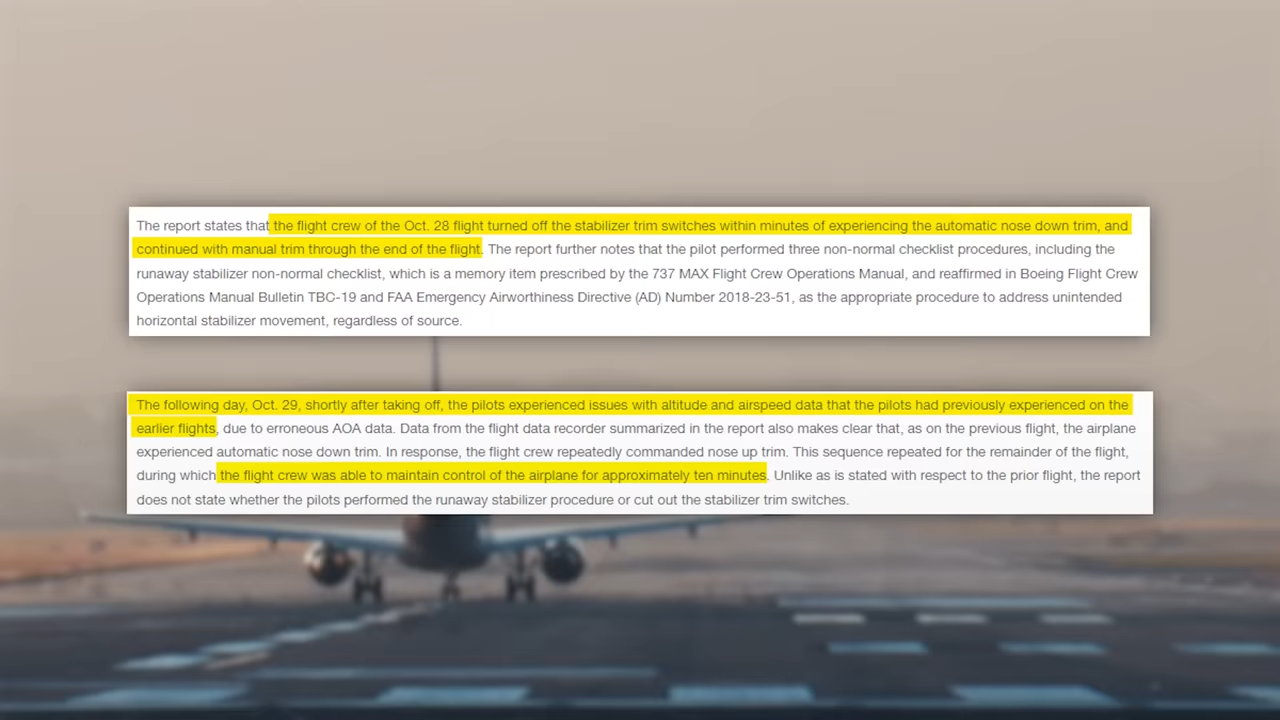 The report states that the flight crew of the Oct. 28 flight turned off the stabilizer trim switches within minutes of experiencing the automatic nose down trim, and
continued with manual trim through the end of the flight. The report further notes that the pilot performed three non-normal checklist procedures, including the
runaway stabilizer non-normal checklist, which is a memory item prescribed by the 737 MAX Flight Crew Operations Manual, and reaffirmed in Boeing Flight Crew
Operations Manual Bulletin TBC-19 and FAA Emergency Airworthiness Directive (AD) Number 2018-23-51, as the appropriate procedure to address unintended
horizontal stabilizer movement, regardless of source.
The following day, Oct. 29, shortly after taking off, the pilots experienced issues with altitude and airspeed data that the pilots had previously experienced on the
earlier flights, due to erroneous AOA data. Data from the flight data recorder summarized in the report also makes clear that, as on the previous flight, the airplane
experienced automatic nose down trim. In response, the flight crew repeatedly commanded nose up trim. This sequence repeated for the remainder of the flight,
during which the flight crew was able to maintain control of the airplane for approximately ten minutes. Unlike as is stated with respect to the prior flight, the report
does not state whether the pilots performed the runaway stabilizer procedure or cut out the stabilizer trim switches.